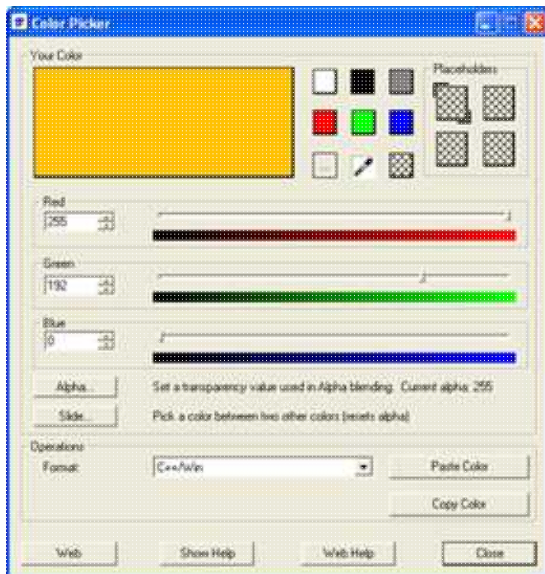 Color Picker
Your Color
Placeholders
Red
255
Green
192
Blue
0
Alpha... Set a transparency value used in Alpha blending. Current alpha: 255
Slide... Pick a color between two other colors (resets alpha)
Operations
Format: C++/Win Paste Color
Copy Color
Web Show Help Web Help Close